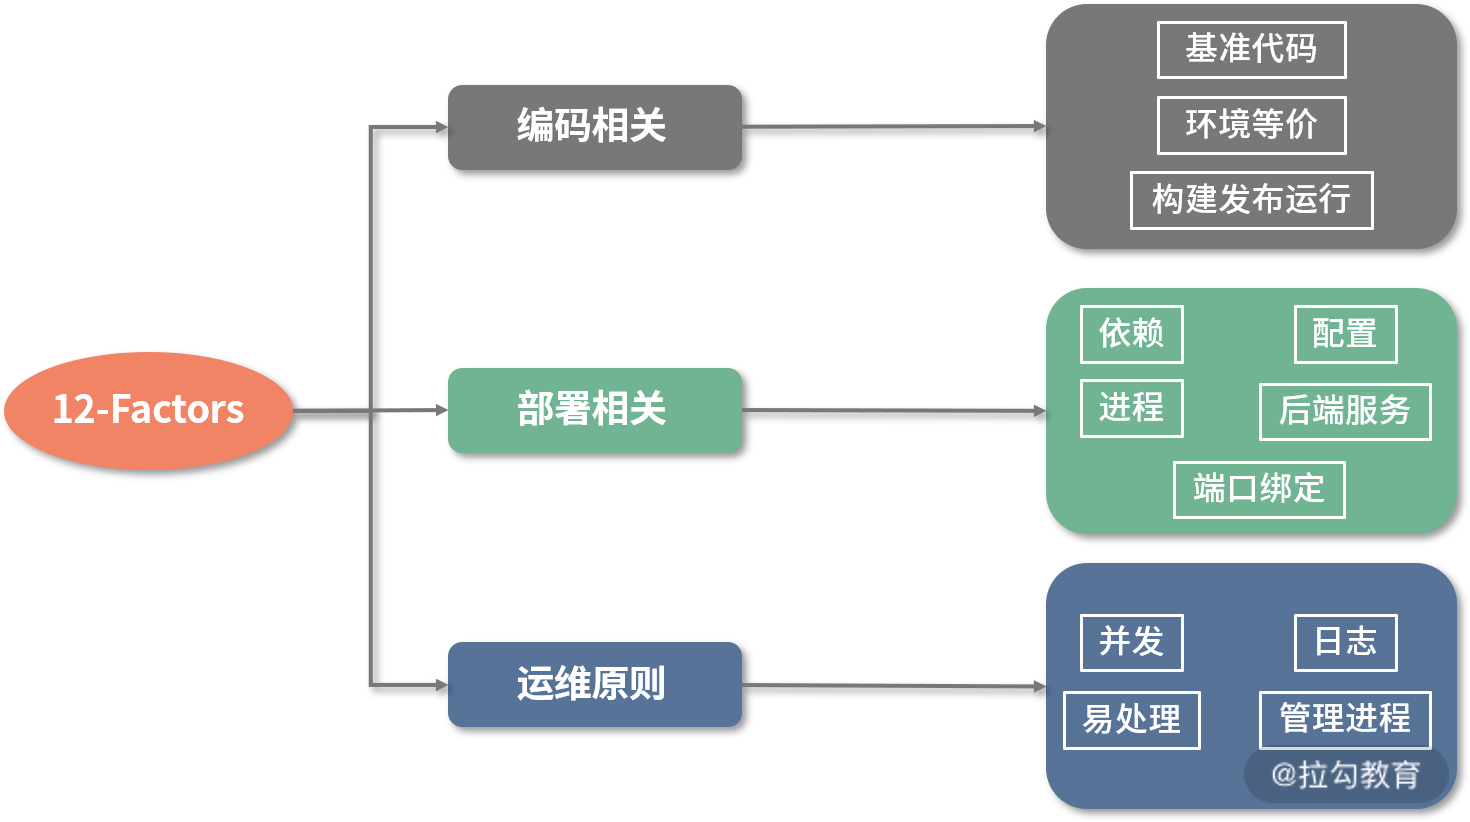 12-Factors
编码相关
基准代码
环境等价
构建发布运行
部署相关
依赖
配置
进程
后端服务
端口绑定
运维原则
并发
日志
易处理
管理进程
@拉勾教育